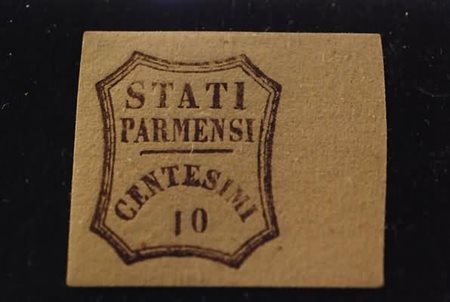 STATI
PARMENSI
CENTESIMI
10